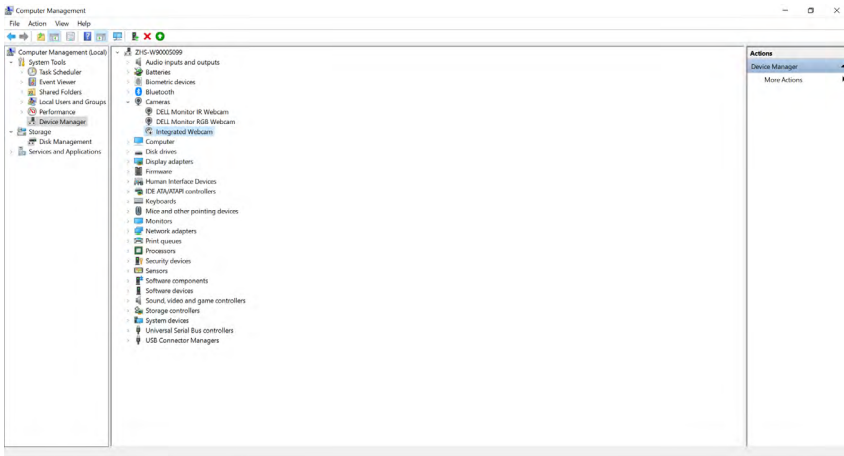 Computer Management
File Action View Help
Computer Management (Local)
System Tools
Task Scheduler
Event Viewer
Shared Folders
Local Users and Groups
Performance
Device Manager
Storage
Disk Management
Services and Applications
ZHS-W90005099
Audio inputs and outputs
Batteries
Biometric devices
Bluetooth
Cameras
DELL Monitor IR Webcam
DELL Monitor RGB Webcam
Integrated Webcam
Computer
Disk drives
Display adapters
Firmware
Human Interface Devices
IDE ATA/ATAPI controllers
Keyboards
Mice and other pointing devices
Monitors
Network adapters
Print queues
Processors
Security devices
Sensors
Software components
Software devices
Sound, video and game controllers
Storage controllers
System devices
Universal Serial Bus controllers
USB Connector Managers
Actions
Device Manager
More Actions